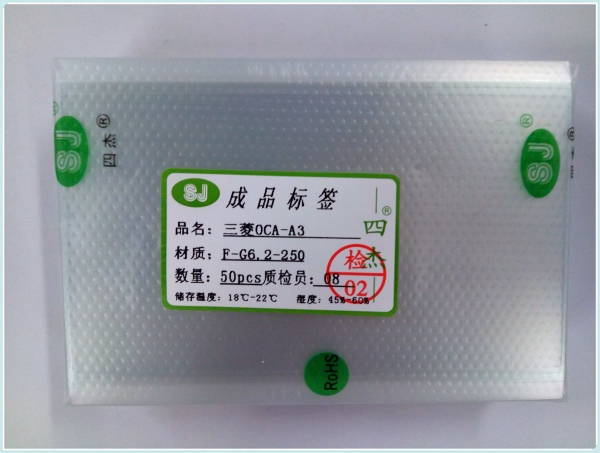 SJ
四杰®
SJ
SJ 成品标签
品名: 三菱OCA-A3
材质: F-G6.2-250
数量: 50pcs质检员: 08
储存温度: 18℃-22℃ 湿度: 45%-60%
®
四杰
检
02
RoHS